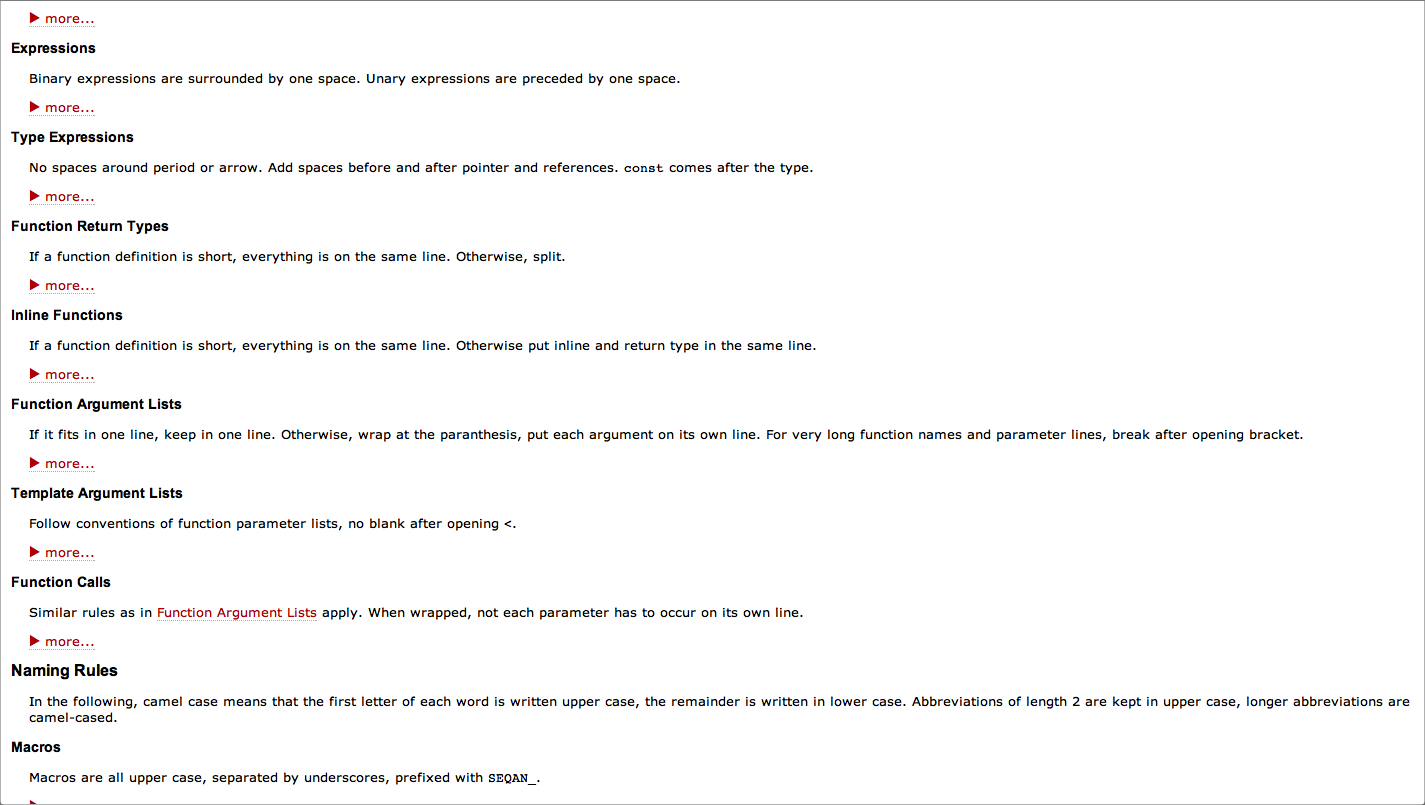 ▶ more...
Expressions
Binary expressions are surrounded by one space. Unary expressions are preceded by one space.
▶ more...
Type Expressions
No spaces around period or arrow. Add spaces before and after pointer and references. const comes after the type.
▶ more...
Function Return Types
If a function definition is short, everything is on the same line. Otherwise, split.
▶ more...
Inline Functions
If a function definition is short, everything is on the same line. Otherwise put inline and return type in the same line.
▶ more...
Function Argument Lists
If it fits in one line, keep in one line. Otherwise, wrap at the paranthesis, put each argument on its own line. For very long function names and parameter lines, break after opening bracket.
▶ more...
Template Argument Lists
Follow conventions of function parameter lists, no blank after opening <.
▶ more...
Function Calls
Similar rules as in Function Argument Lists apply. When wrapped, not each parameter has to occur on its own line.
▶ more...
Naming Rules
In the following, camel case means that the first letter of each word is written upper case, the remainder is written in lower case. Abbreviations of length 2 are kept in upper case, longer abbreviations are
camel-cased.
Macros
Macros are all upper case, separated by underscores, prefixed with SEQAN_.